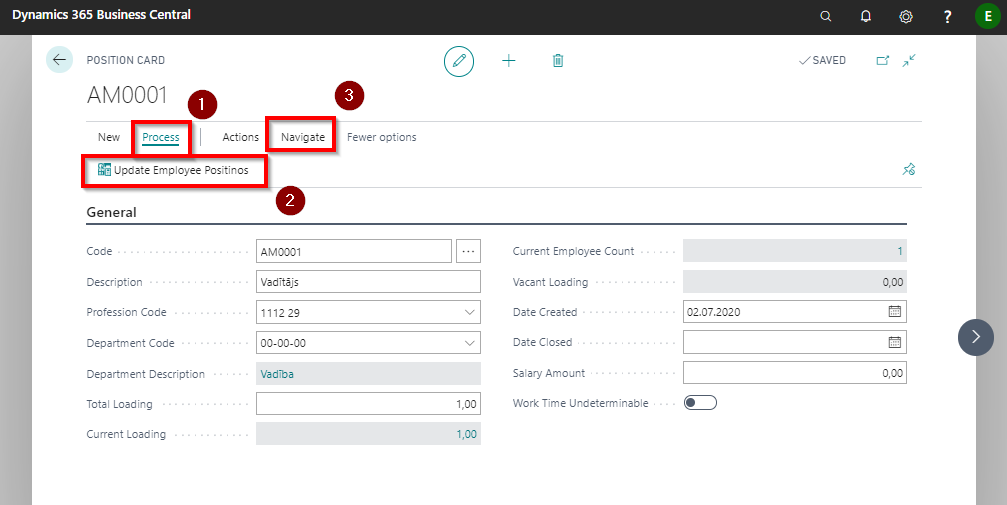 Dynamics 365 Business Central
?
E
POSITION CARD
SAVED
AM0001
1
3
New
Process
Actions
Navigate
Fewer options
Update Employee Positinos
2
General
Code
AM0001
...
Description
Vadītājs
Profession Code
1112 29
Department Code
00-00-00
Department Description
Vadība
Total Loading
1,00
Current Loading
1,00
Current Employee Count
1
Vacant Loading
0,00
Date Created
02.07.2020
Date Closed
Salary Amount
0,00
Work Time Undeterminable